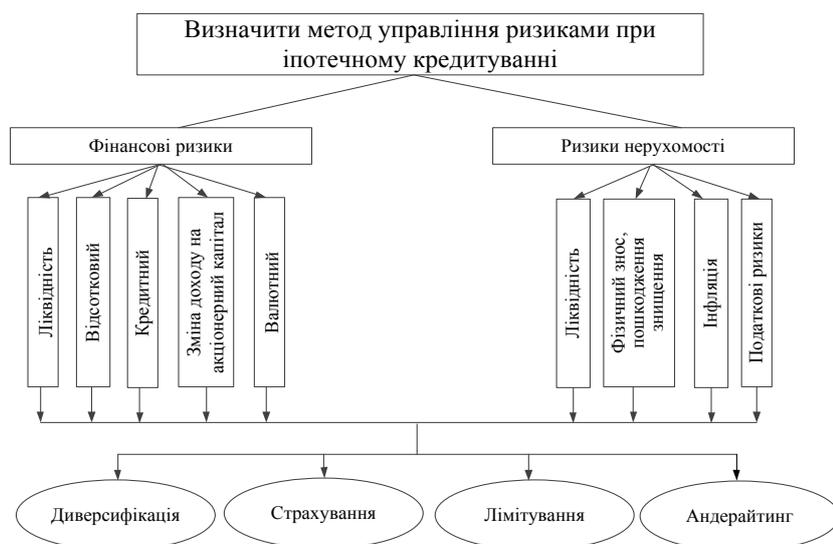 Визначити метод управління ризиками при
іпотечному кредитуванні
Фінансові ризики
Ризики нерухомості
Ліквідність
Відсотковий
Кредитний
Зміна доходу на
акціонерний капітал
Валютний
Ліквідність
Фізичний знос,
пошкодження
знищення
Інфляція
Податкові ризики
Диверсифікація
Страхування
Лімітування
Андерайтинг